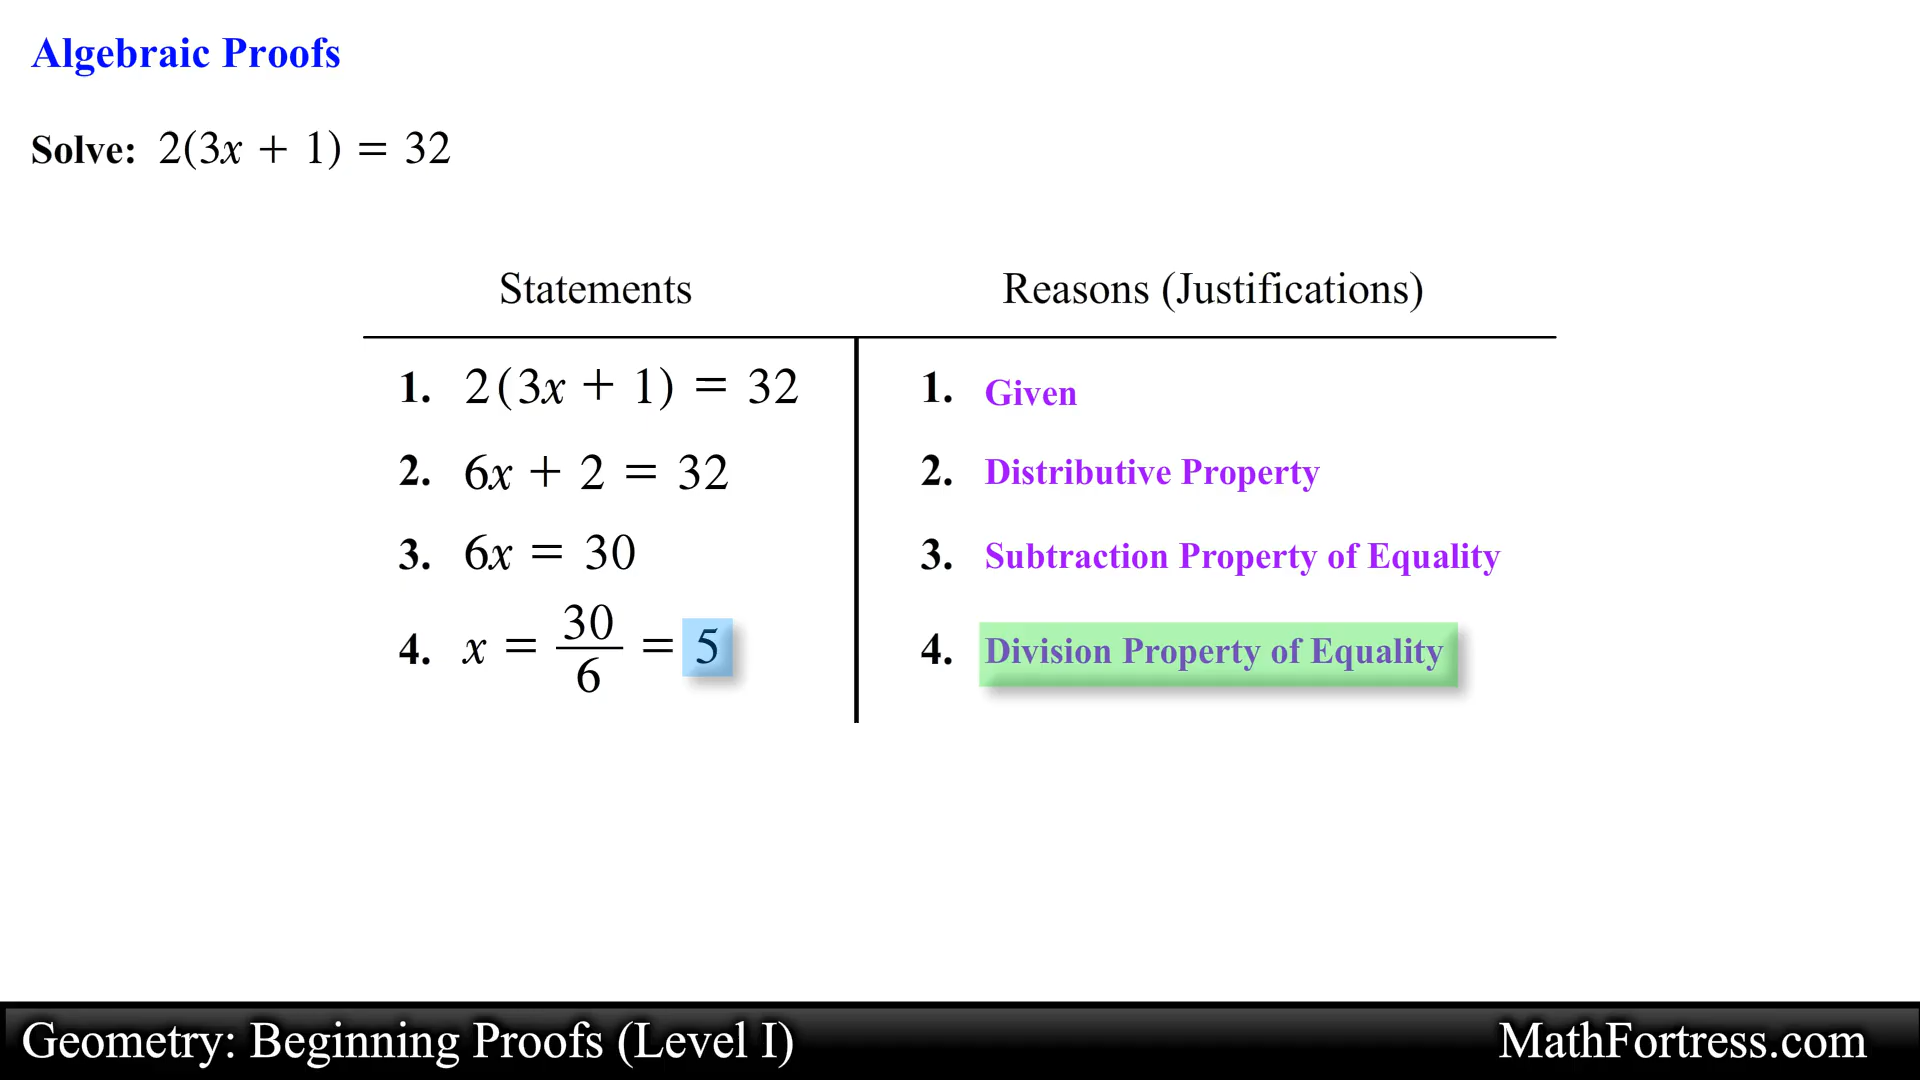 Algebraic Proofs
Solve: 2(3x + 1) = 32
Statements Reasons (Justifications)
1. 2(3x + 1) = 32 1. Given
2. 6x + 2 = 32 2. Distributive Property
3. 6x = 30 3. Subtraction Property of Equality
4. x = 30/6 = 5 4. Division Property of Equality
Geometry: Beginning Proofs (Level I) MathFortress.com